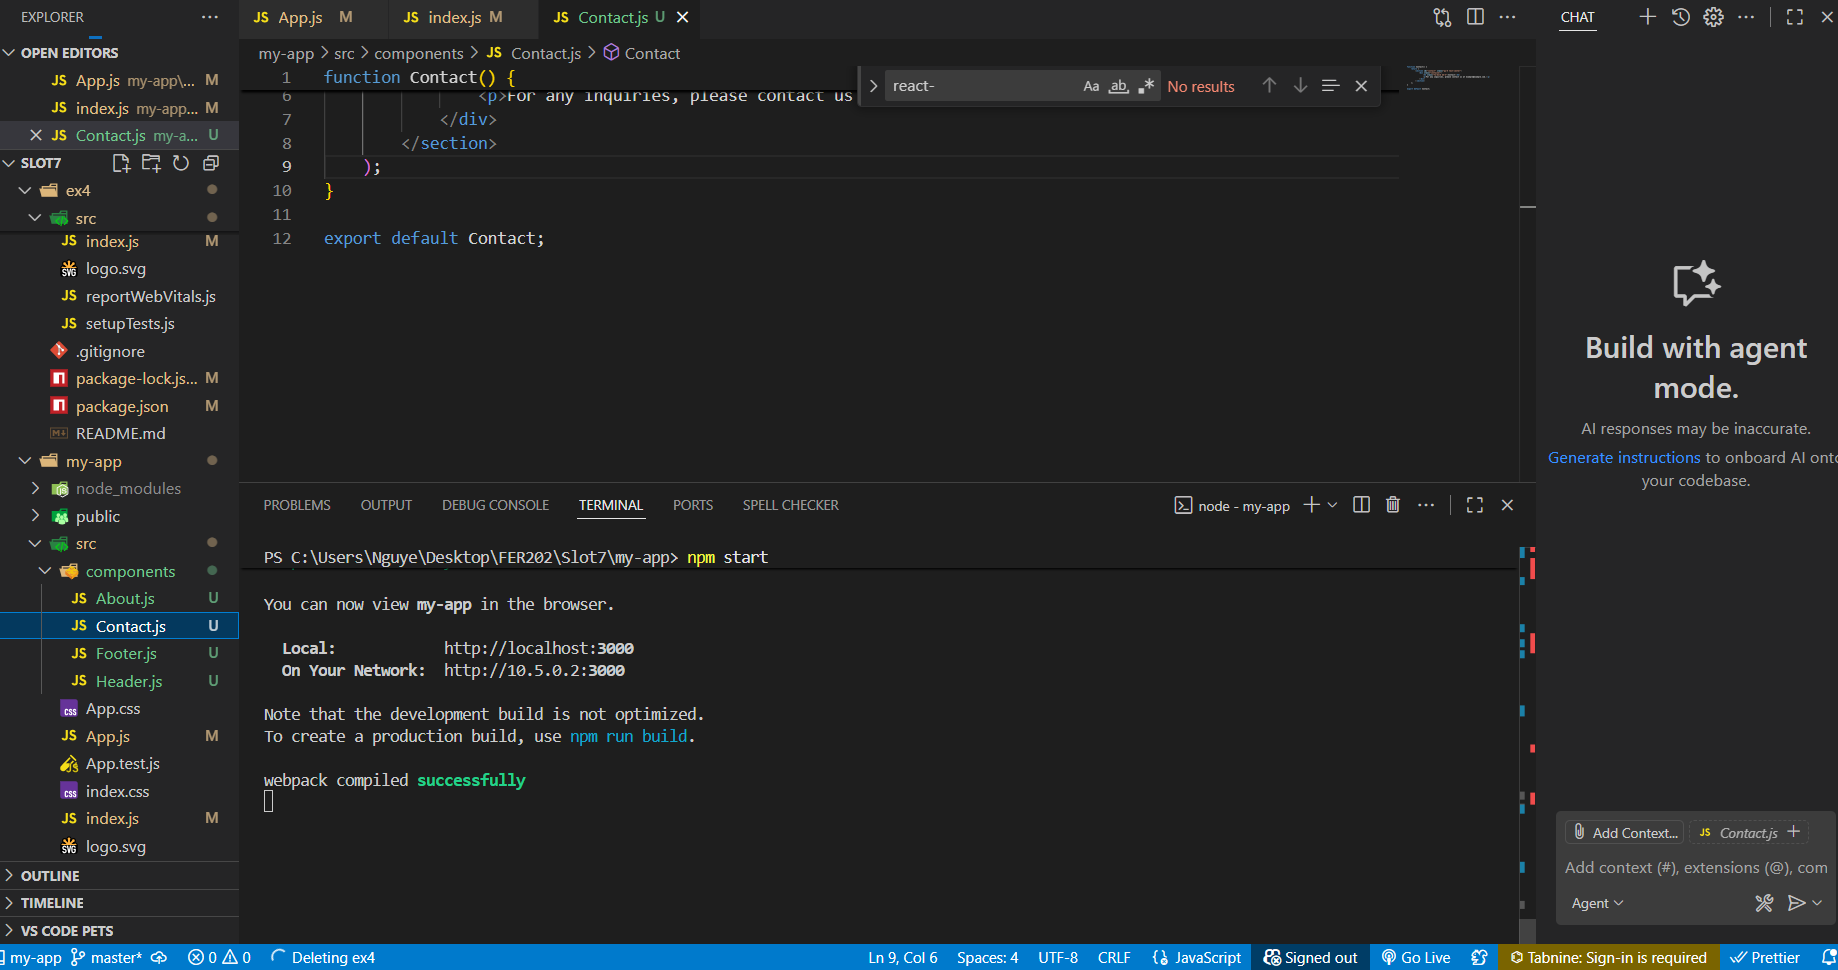 EXPLORER
OPEN EDITORS
App.js my-app\... M
index.js my-app... M
Contact.js my-a... U
SLOT7
ex4
src
index.js M
logo.svg
reportWebVitals.js
setupTests.js
.gitignore
package-lock.js... M
package.json M
README.md
my-app
node_modules
public
src
components
About.js U
Contact.js U
Footer.js U
Header.js U
App.css
App.js M
App.test.js
index.css
index.js M
logo.svg
OUTLINE
TIMELINE
VS CODE PETS
App.js M index.js M Contact.js U
my-app > src > components > Contact.js > Contact
1 function Contact() {
6 <p>For any inquiries, please contact us
7 </div>
8 </section>
9 );
10 }
11
12 export default Contact;
react- Aa ab No results
PROBLEMS OUTPUT DEBUG CONSOLE TERMINAL PORTS SPELL CHECKER
node - my-app
PS C:\Users\Nguye\Desktop\FER202\Slot7\my-app> npm start
You can now view my-app in the browser.
Local: http://localhost:3000
On Your Network: http://10.5.0.2:3000
Note that the development build is not optimized.
To create a production build, use npm run build.
webpack compiled successfully
CHAT
Build with agent
mode.
AI responses may be inaccurate.
Generate instructions to onboard AI onto
your codebase.
Add Context... Contact.js
Add context (#), extensions (@), com
Agent
my-app master* 0 0 Deleting ex4 Ln 9, Col 6 Spaces: 4 UTF-8 CRLF JavaScript Signed out Go Live Tabnine: Sign-in is required Prettier